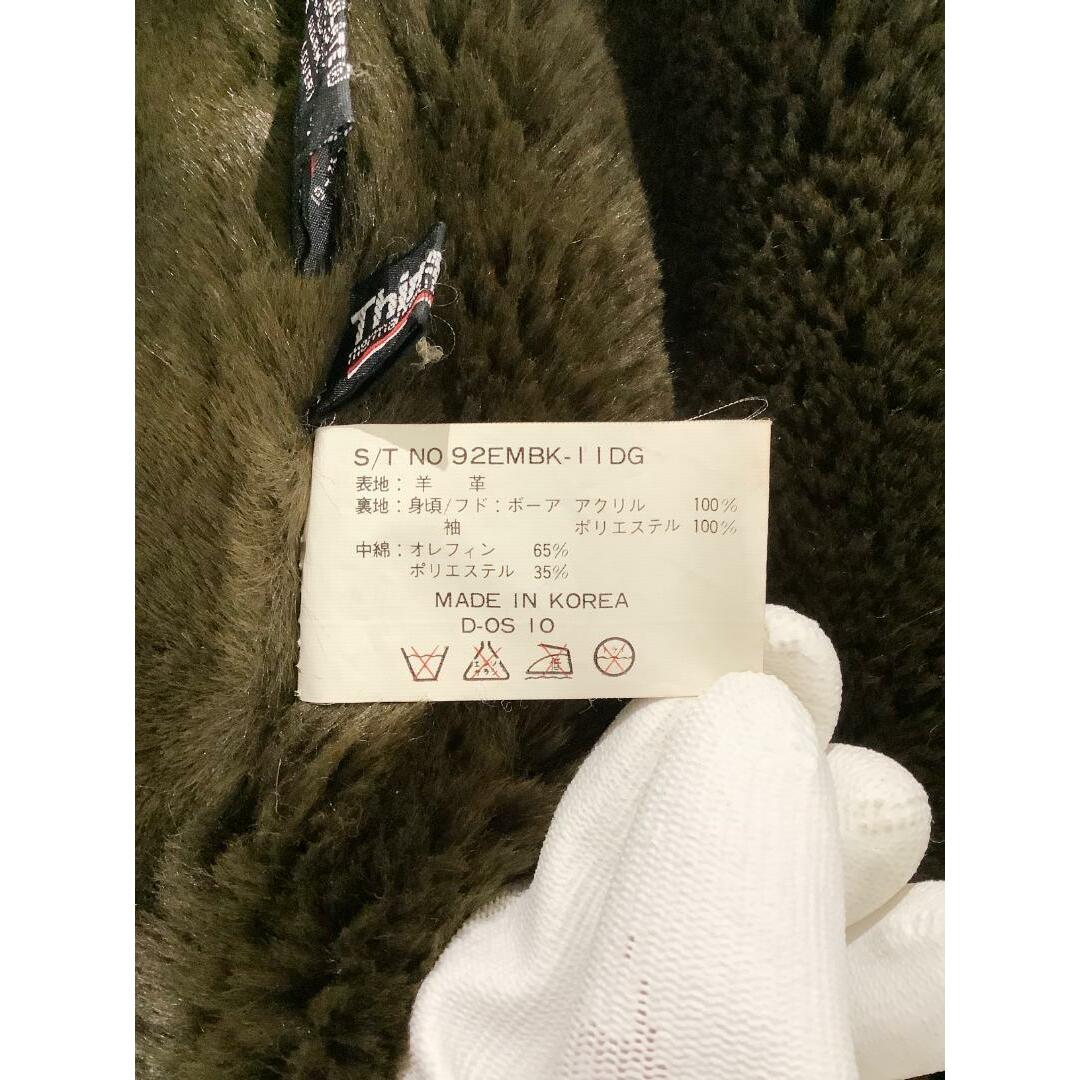 Thin
S/T NO 92EMBK-11DG
表地：羊 革
裏地：身頃/フド：ボーア アクリル 100%
袖 ポリエステル 100%
中綿：オレフィン 65%
ポリエステル 35%
MADE IN KOREA
D-OS 10
低